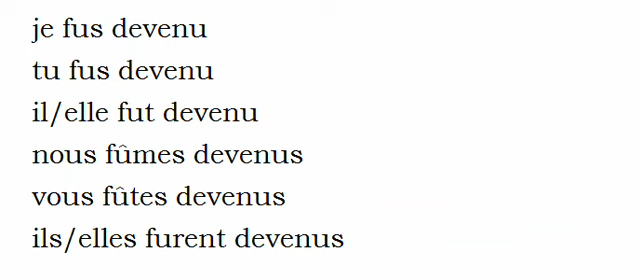 je fus devenu
tu fus devenu
il/elle fut devenu
nous fûmes devenus
vous fûtes devenus
ils/elles furent devenus